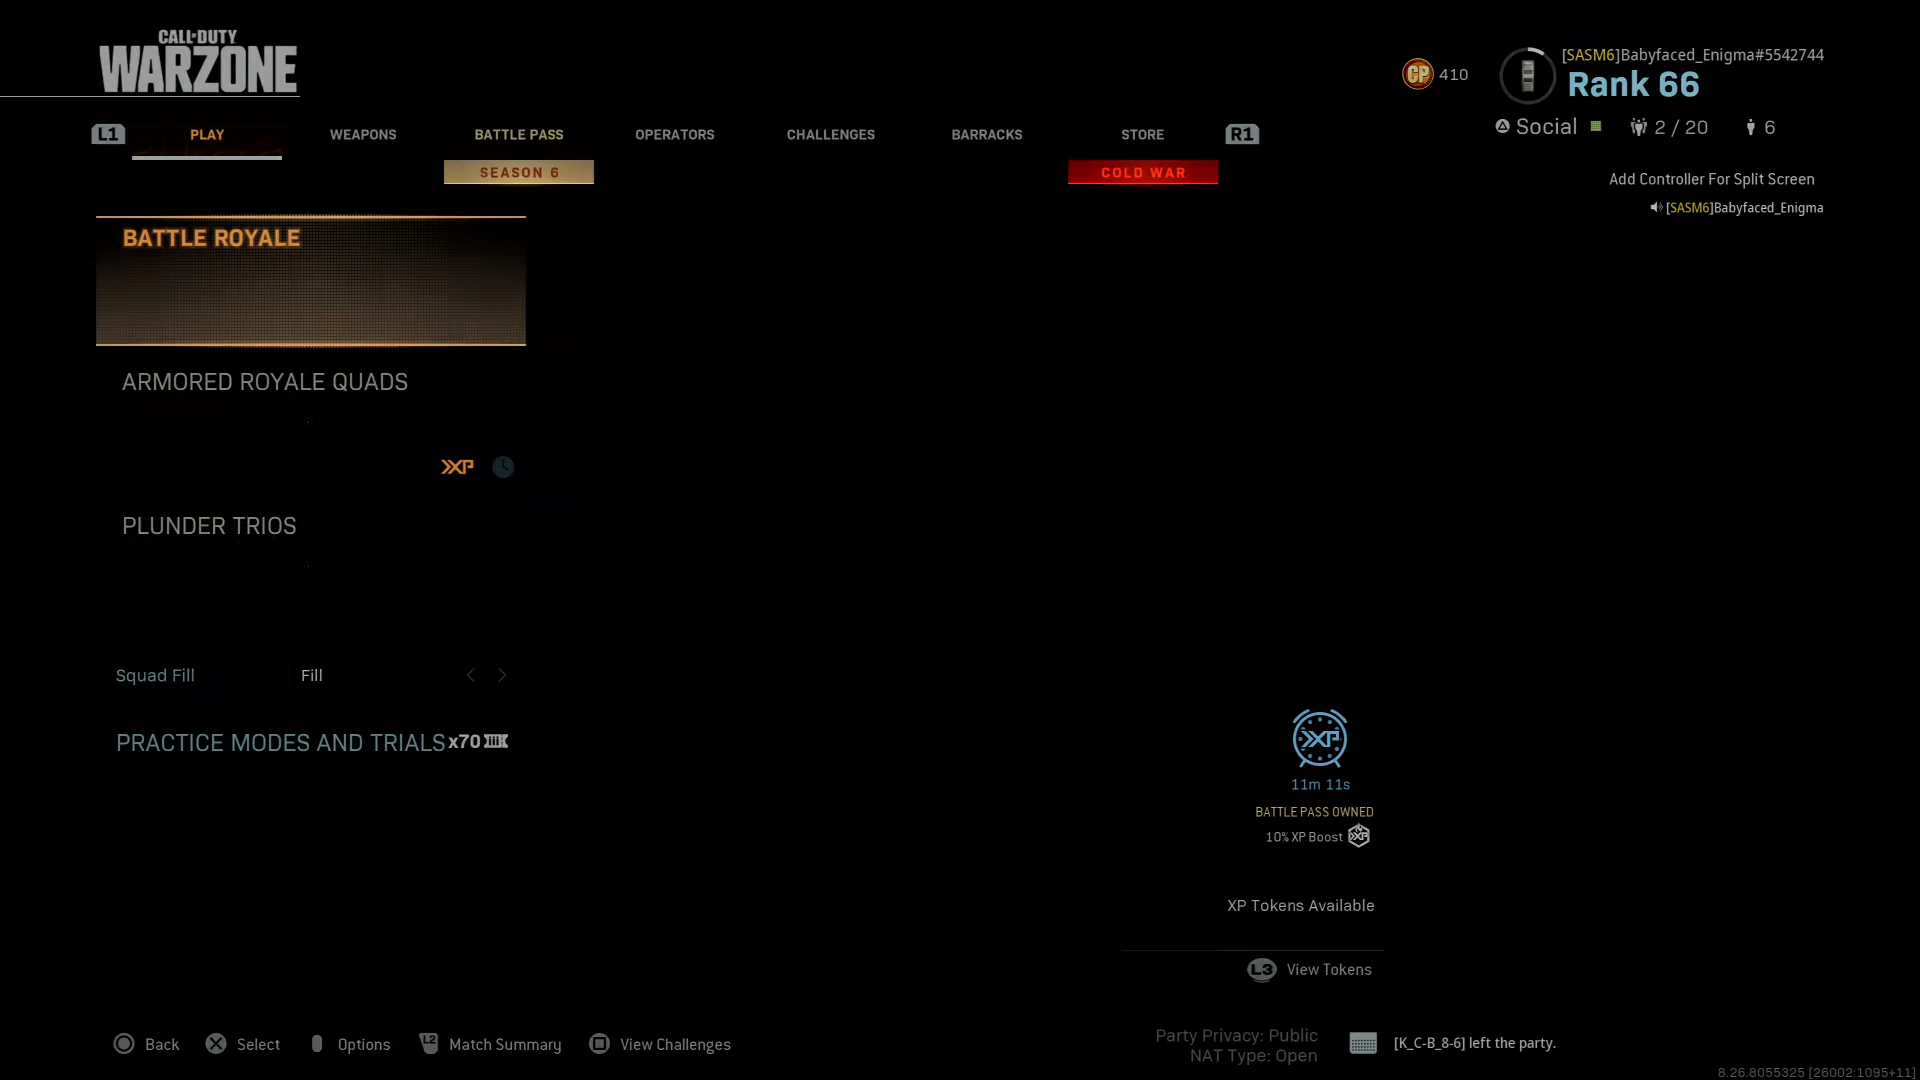 CALL OF DUTY
WARZONE
CP 410
[SASM6]Babyfaced_Enigma#5542744
Rank 66
L1
PLAY
WEAPONS
BATTLE PASS
OPERATORS
CHALLENGES
BARRACKS
STORE
R1
Social
2 / 20
6
SEASON 6
COLD WAR
Add Controller For Split Screen
[SASM6]Babyfaced_Enigma
BATTLE ROYALE
ARMORED ROYALE QUADS
XP
PLUNDER TRIOS
Squad Fill
Fill
PRACTICE MODES AND TRIALS x70
XP
11m 11s
BATTLE PASS OWNED
10% XP Boost XP
XP Tokens Available
L3 View Tokens
Back
Select
Options
L2 Match Summary
View Challenges
Party Privacy: Public
NAT Type: Open
[K_C-B_8-6] left the party.
8.26.8055325 [26002:1095+11]